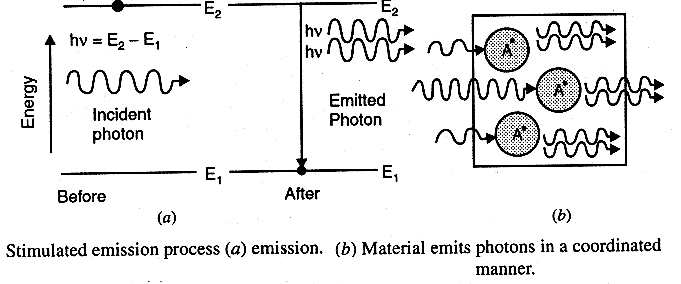 E₂
E₂
hν = E₂ – E₁
hν
hν
Energy
Incident
photon
Emitted
Photon
A*
A*
A*
E₁
E₁
Before
After
(a)
(b)
Stimulated emission process (a) emission. (b) Material emits photons in a coordinated
manner.